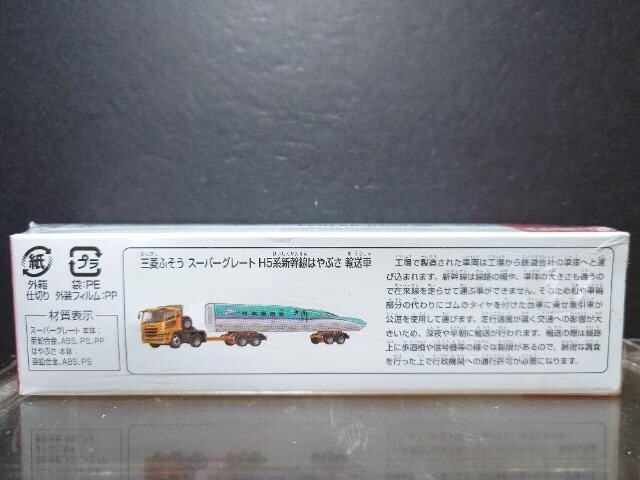 紙
外箱
仕切り
プラ
袋:PE
外装フィルム:PP
材質表示
スーパーグレート 本体:
亜鉛合金、ABS、PS、PP
はやぶさ 本体:
亜鉛合金、ABS、PS
三菱ふそう スーパーグレート H5系新幹線はやぶさ 輸送車
工場で製造された車両は工場から鉄道会社の車庫へと運
び込まれます。新幹線は線路の幅や、車体の大きさも違うの
で在来線を走らせて運ぶ事ができません。そのため船や車輪
部分の代わりにゴムのタイヤを付けた台車に乗せ牽引車が
公道を使用して運びます。走行速度が遅く交通への影響が大
きいため、深夜や早朝に輸送が行われます。輸送の際は経路
上に歩道橋や信号機等の様々な制限があるので、綿密な調査
を行った上で行政機関への通行許可が必要になります。